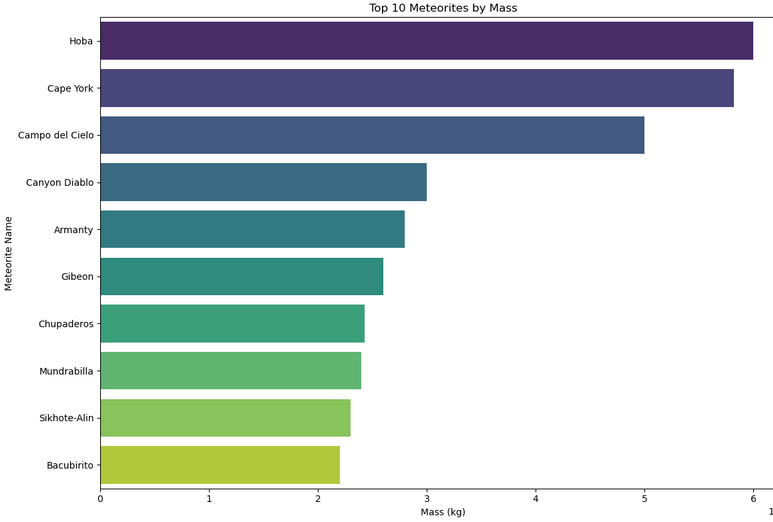 Top 10 Meteorites by Mass
Hoba
Cape York
Campo del Cielo
Canyon Diablo
Armanty
Gibeon
Chupaderos
Mundrabilla
Sikhote-Alin
Bacubirito
Meteorite Name
0 1 2 3 4 5 6
Mass (kg)
1